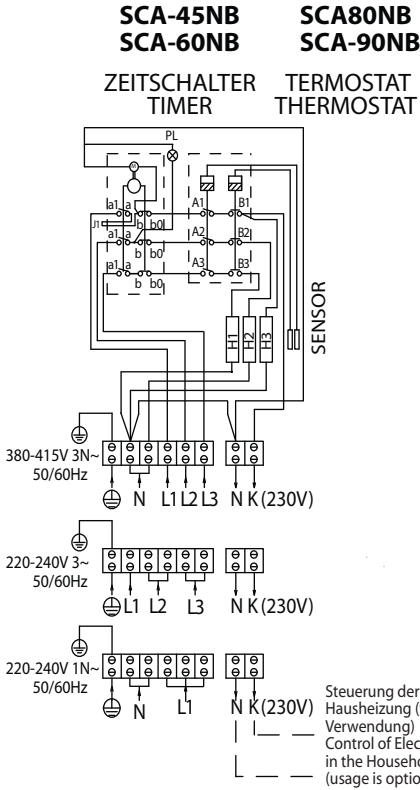 SCA-45NB SCA80NB
SCA-60NB SCA-90NB
ZEITSCHALTER TERMOSTAT
TIMER THERMOSTAT
PL
M
a1 a b b0 A1 B1
J1
a1 a b b0 A2 B2
a1 a b b0 A3 B3
H1 H2 H3
SENSOR
380-415V 3N~
50/60Hz
N L1 L2 L3 N K (230V)
220-240V 3~
50/60Hz
L1 L2 L3 N K (230V)
220-240V 1N~
50/60Hz
N L1 N K (230V)
Steuerung der
Hausheizung (
Verwendung)
Control of Elec
in the Househo
(usage is optio